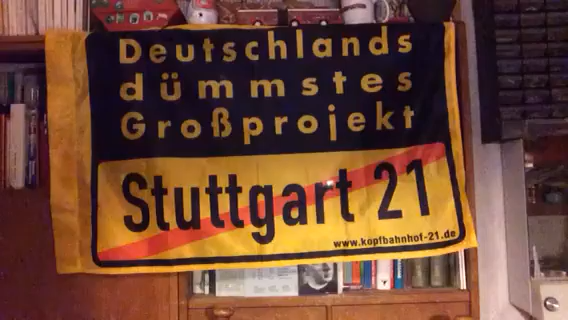 Deutschlands
dümmstes
Großprojekt
Stuttgart 21
www.kopfbahnhof-21.de